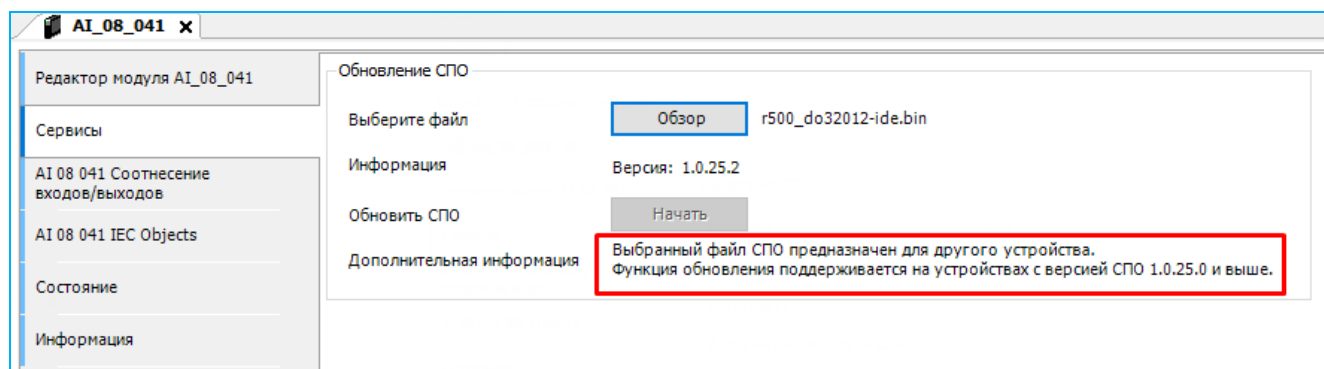 AI_08_041 x
Редактор модуля AI_08_041
Сервисы
AI 08 041 Соотнесение
входов/выходов
AI 08 041 IEC Objects
Состояние
Информация
Обновление СПО
Выберите файл Обзор r500_do32012-ide.bin
Информация Версия: 1.0.25.2
Обновить СПО Начать
Дополнительная информация
Выбранный файл СПО предназначен для другого устройства.
Функция обновления поддерживается на устройствах с версией СПО 1.0.25.0 и выше.